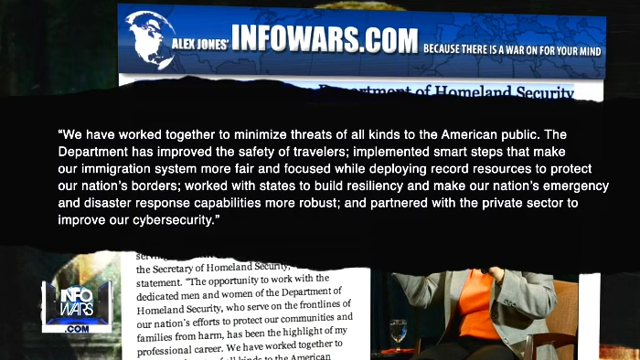 ALEX JONES' INFOWARS.COM BECAUSE THERE IS A WAR ON FOR YOUR MIND
Department of Homeland Security
“We have worked together to minimize threats of all kinds to the American public. The
Department has improved the safety of travelers; implemented smart steps that make
our immigration system more fair and focused while deploying record resources to protect
our nation’s borders; worked with states to build resiliency and make our nation’s emergency
and disaster response capabilities more robust; and partnered with the private sector to
improve our cybersecurity.”
the Secretary of Homeland Security,
statement. “The opportunity to work with the
dedicated men and women of the Department of
Homeland Security, who serve on the frontlines of
our nation’s efforts to protect our communities and
families from harm, has been the highlight of my
professional career. We have worked together to
of all kinds to the American
INFO
WARS
.COM